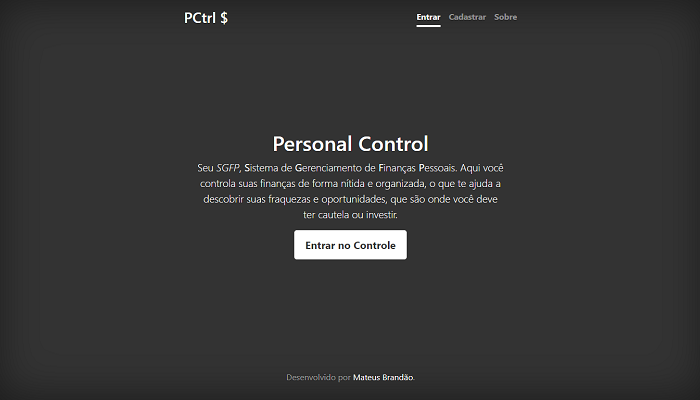 PCtrl $
Entrar Cadastrar Sobre
Personal Control
Seu SGFP, Sistema de Gerenciamento de Finanças Pessoais. Aqui você
controla suas finanças de forma nítida e organizada, o que te ajuda a
descobrir suas fraquezas e oportunidades, que são onde você deve
ter cautela ou investir.
Entrar no Controle
Desenvolvido por Mateus Brandão.